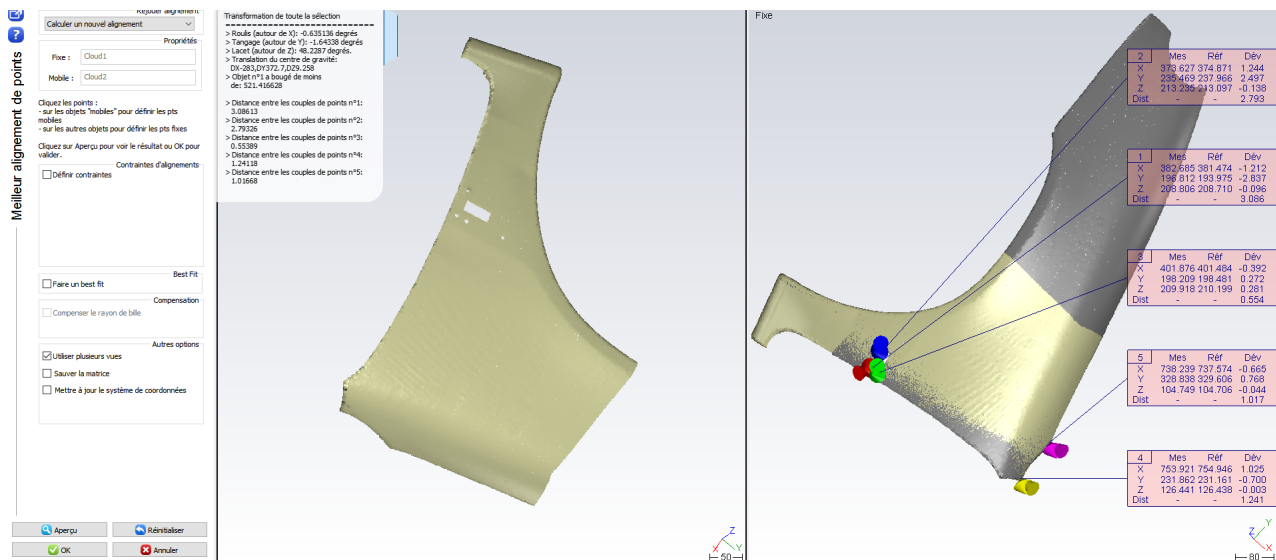 Rejouer alignement
Calculer un nouvel alignement
Propriétés
Fixe : Cloud1
Mobile : Cloud2
Cliquez les points :
- sur les objets "mobiles" pour définir les pts
mobiles
- sur les autres objets pour définir les pts fixes
Cliquez sur Aperçu pour voir le résultat ou OK pour
valider.
Contraintes d'alignements
Définir contraintes
Best Fit
Faire un best fit
Compensation
Compenser le rayon de bille
Autres options
Utiliser plusieurs vues
Sauver la matrice
Mettre à jour le système de coordonnées
Aperçu
Réinitialiser
OK
Annuler
Meilleur alignement de points
Transformation de toute la sélection
----------------------------
> Roulis (autour de X): -0.635136 degrés
> Tangage (autour de Y): -1.64338 degrés
> Lacet (autour de Z): 48.2287 degrés.
> Translation du centre de gravité:
DX-283,DY372.7,DZ9.258
> Objet n°1 a bougé de moins
de: 521.416628
> Distance entre les couples de points n°1:
3.08613
> Distance entre les couples de points n°2:
2.79326
> Distance entre les couples de points n°3:
0.55389
> Distance entre les couples de points n°4:
1.24118
> Distance entre les couples de points n°5:
1.01668
Z
X Y
50
Fixe
2 Mes Réf Dév
X 373.627 374.871 1.244
Y 235.469 237.966 2.497
Z 213.235 213.097 -0.138
Dist - - 2.793
1 Mes Réf Dév
X 382.685 381.474 -1.212
Y 196.812 193.975 -2.837
Z 208.806 208.710 -0.096
Dist - - 3.086
3 Mes Réf Dév
X 401.876 401.484 -0.392
Y 198.209 198.481 0.272
Z 209.918 210.199 0.281
Dist - - 0.554
5 Mes Réf Dév
X 738.239 737.574 -0.665
Y 328.838 329.606 0.768
Z 104.749 104.706 -0.044
Dist - - 1.017
4 Mes Réf Dév
X 753.921 754.946 1.025
Y 231.862 231.161 -0.700
Z 126.441 126.438 -0.003
Dist - - 1.241
Y
Z
X
80